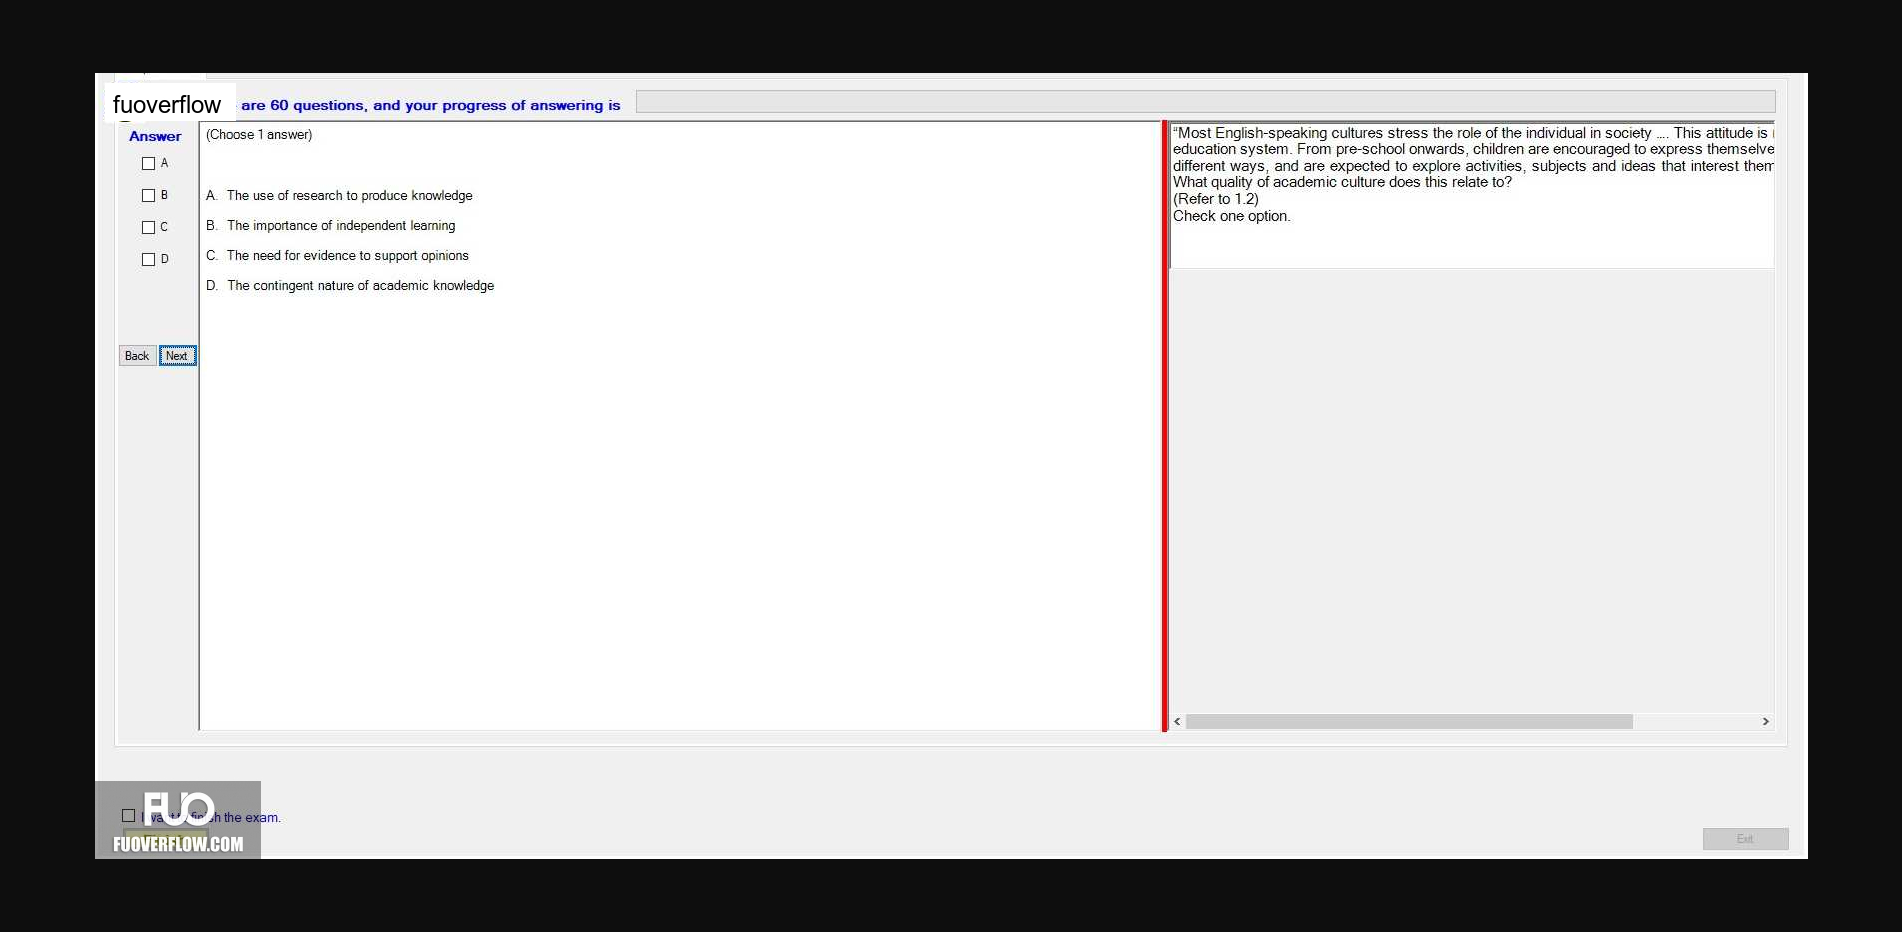 fuoverflow are 60 questions, and your progress of answering is
Answer
A
B
C
D
Back Next
(Choose 1 answer)
A. The use of research to produce knowledge
B. The importance of independent learning
C. The need for evidence to support opinions
D. The contingent nature of academic knowledge
“Most English-speaking cultures stress the role of the individual in society .... This attitude is
education system. From pre-school onwards, children are encouraged to express themselve
different ways, and are expected to explore activities, subjects and ideas that interest them
What quality of academic culture does this relate to?
(Refer to 1.2)
Check one option.
I want to finish the exam.
FUO
FUOVERFLOW.COM
Exit